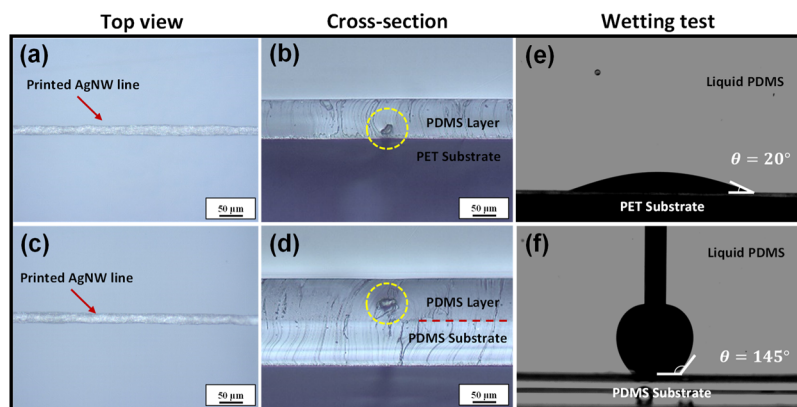 Top view
Cross-section
Wetting test
(a)
Printed AgNW line
50 µm
(b)
PDMS Layer
PET Substrate
50 µm
(e)
Liquid PDMS
θ = 20°
PET Substrate
(c)
Printed AgNW line
50 µm
(d)
PDMS Layer
PDMS Substrate
50 µm
(f)
Liquid PDMS
θ = 145°
PDMS Substrate